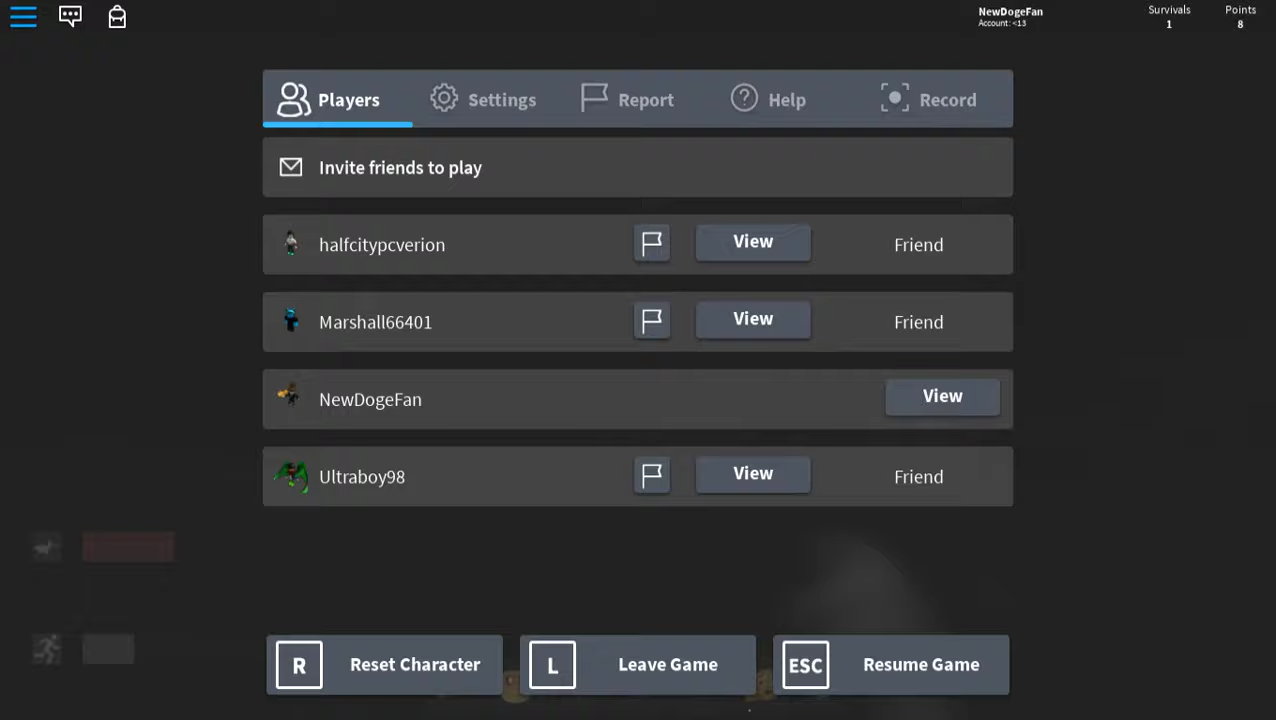 NewDogeFan
Account: <13
Survivals
1
Points
8
Players
Settings
Report
Help
Record
Invite friends to play
halfcitypcverion
View
Friend
Marshall66401
View
Friend
NewDogeFan
View
Ultraboy98
View
Friend
R
Reset Character
L
Leave Game
ESC
Resume Game